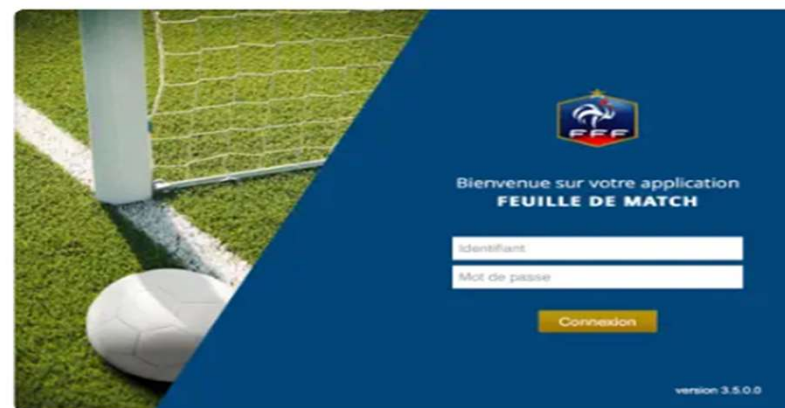 FFF
Bienvenue sur votre application
FEUILLE DE MATCH
Identifiant
Mot de passe
Connexion
version 3.5.0.0